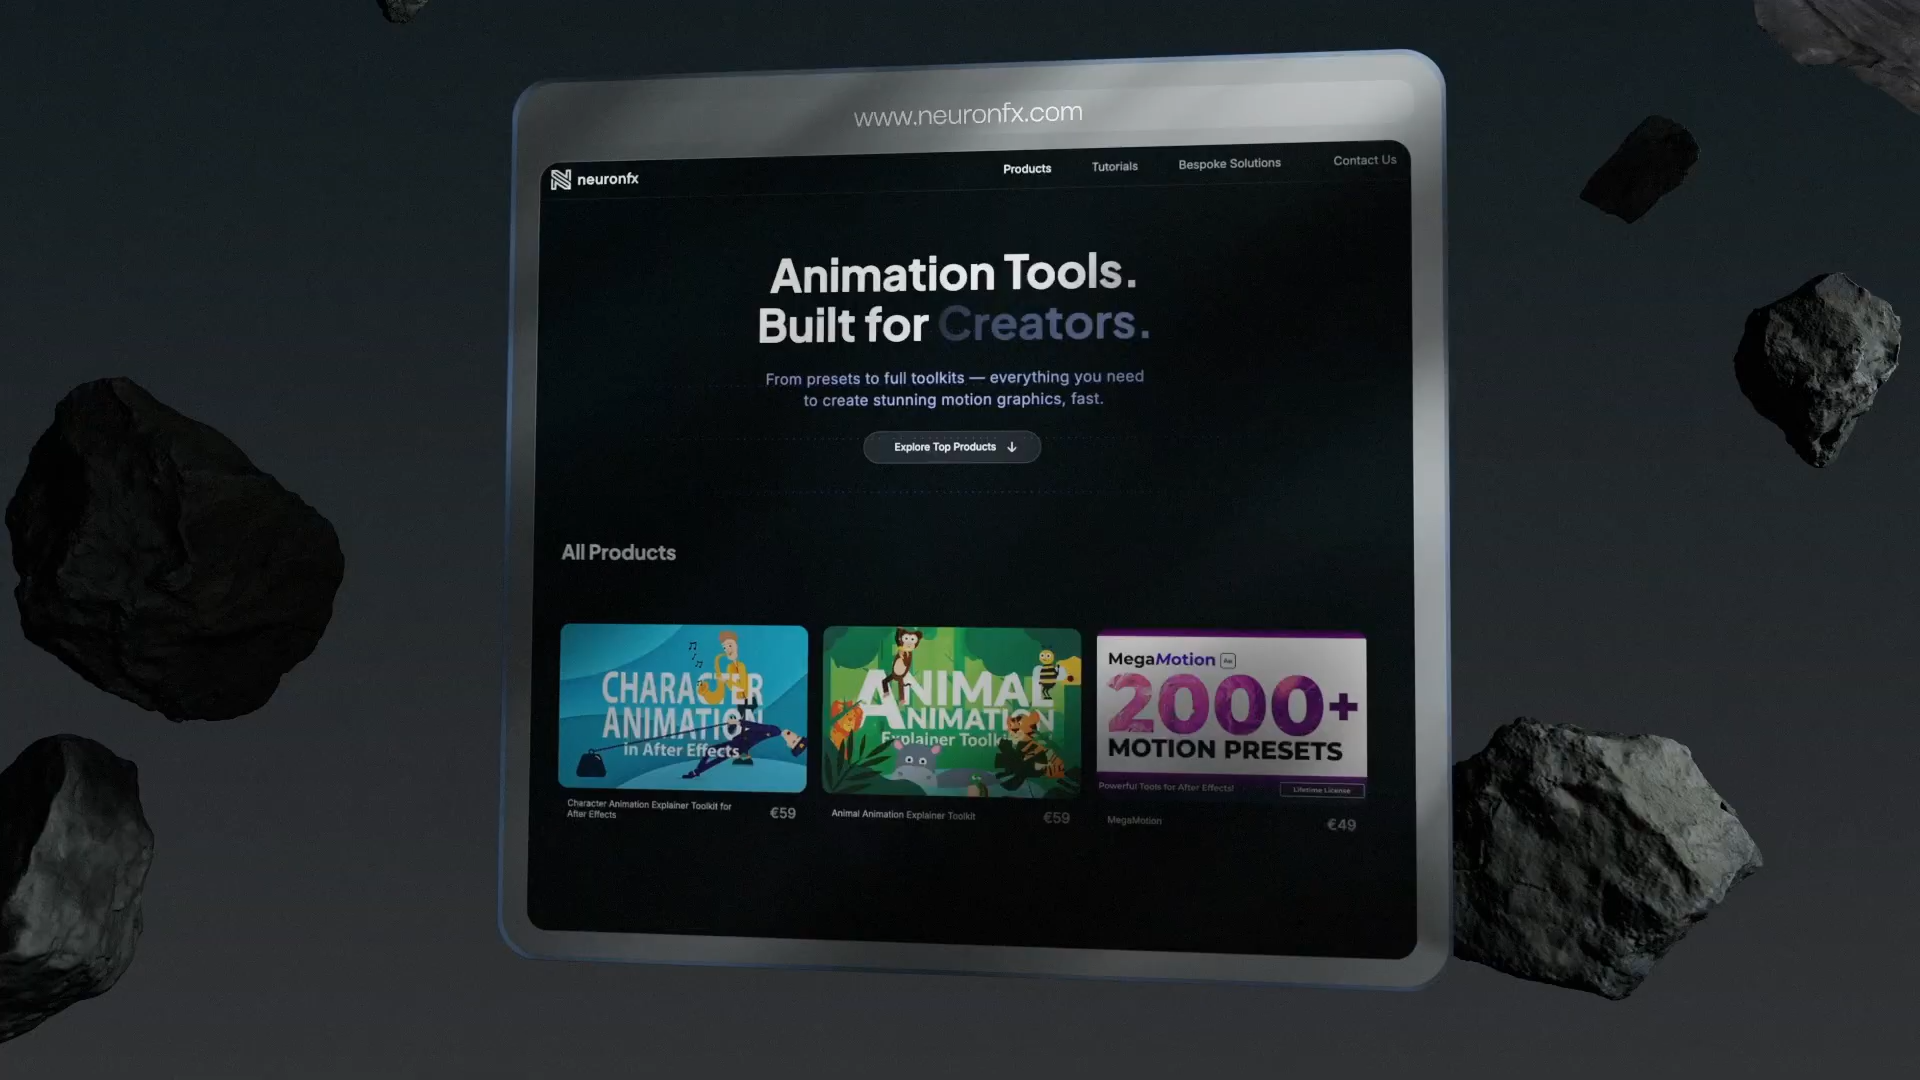 www.neuronfx.com
neuronfx
Products
Tutorials
Bespoke Solutions
Contact Us
Animation Tools.
Built for Creators.
From presets to full toolkits — everything you need
to create stunning motion graphics, fast.
Explore Top Products
All Products
CHARACTER
ANIMATION
in After Effects
Character Animation Explainer Toolkit for
After Effects
€59
ANIMAL
ANIMATION
Explainer Toolkit
Animal Animation Explainer Toolkit
€59
MegaMotion Ae
2000+
MOTION PRESETS
Powerful Tools for After Effects!
Lifetime License
MegaMotion
€49